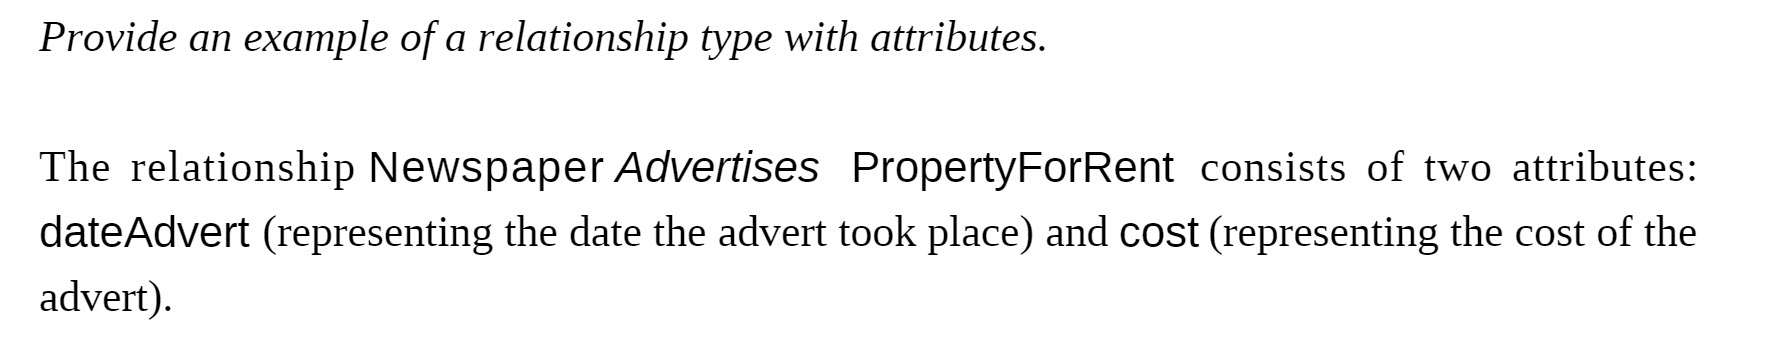 Provide an example of a relationship type with attributes.
The relationship Newspaper Advertises PropertyForRent consists of two attributes:
dateAdvert (representing the date the advert took place) and cost (representing the cost of the
advert).